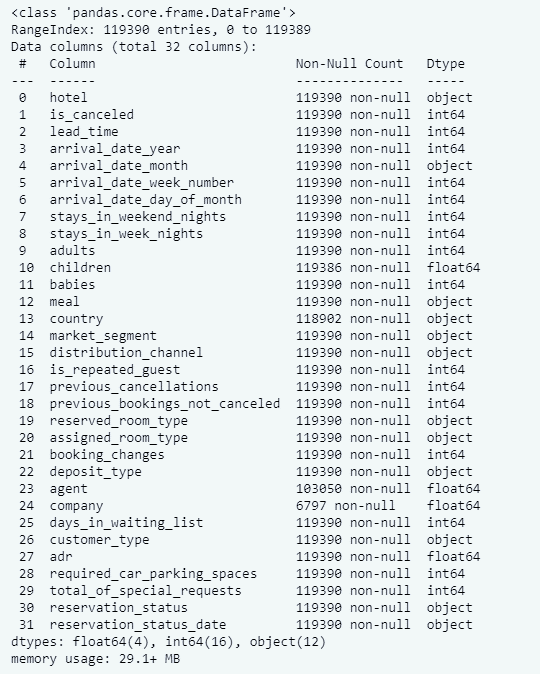 <class 'pandas.core.frame.DataFrame'>
RangeIndex: 119390 entries, 0 to 119389
Data columns (total 32 columns):
 #   Column                          Non-Null Count   Dtype
---  ------                          --------------   -----
 0   hotel                           119390 non-null  object
 1   is_canceled                     119390 non-null  int64
 2   lead_time                       119390 non-null  int64
 3   arrival_date_year               119390 non-null  int64
 4   arrival_date_month              119390 non-null  object
 5   arrival_date_week_number        119390 non-null  int64
 6   arrival_date_day_of_month       119390 non-null  int64
 7   stays_in_weekend_nights         119390 non-null  int64
 8   stays_in_week_nights            119390 non-null  int64
 9   adults                          119390 non-null  int64
 10  children                        119386 non-null  float64
 11  babies                          119390 non-null  int64
 12  meal                            119390 non-null  object
 13  country                         118902 non-null  object
 14  market_segment                  119390 non-null  object
 15  distribution_channel            119390 non-null  object
 16  is_repeated_guest               119390 non-null  int64
 17  previous_cancellations          119390 non-null  int64
 18  previous_bookings_not_canceled  119390 non-null  int64
 19  reserved_room_type              119390 non-null  object
 20  assigned_room_type              119390 non-null  object
 21  booking_changes                 119390 non-null  int64
 22  deposit_type                    119390 non-null  object
 23  agent                           103050 non-null  float64
 24  company                         6797 non-null    float64
 25  days_in_waiting_list            119390 non-null  int64
 26  customer_type                   119390 non-null  object
 27  adr                             119390 non-null  float64
 28  required_car_parking_spaces     119390 non-null  int64
 29  total_of_special_requests       119390 non-null  int64
 30  reservation_status              119390 non-null  object
 31  reservation_status_date         119390 non-null  object
dtypes: float64(4), int64(16), object(12)
memory usage: 29.1+ MB